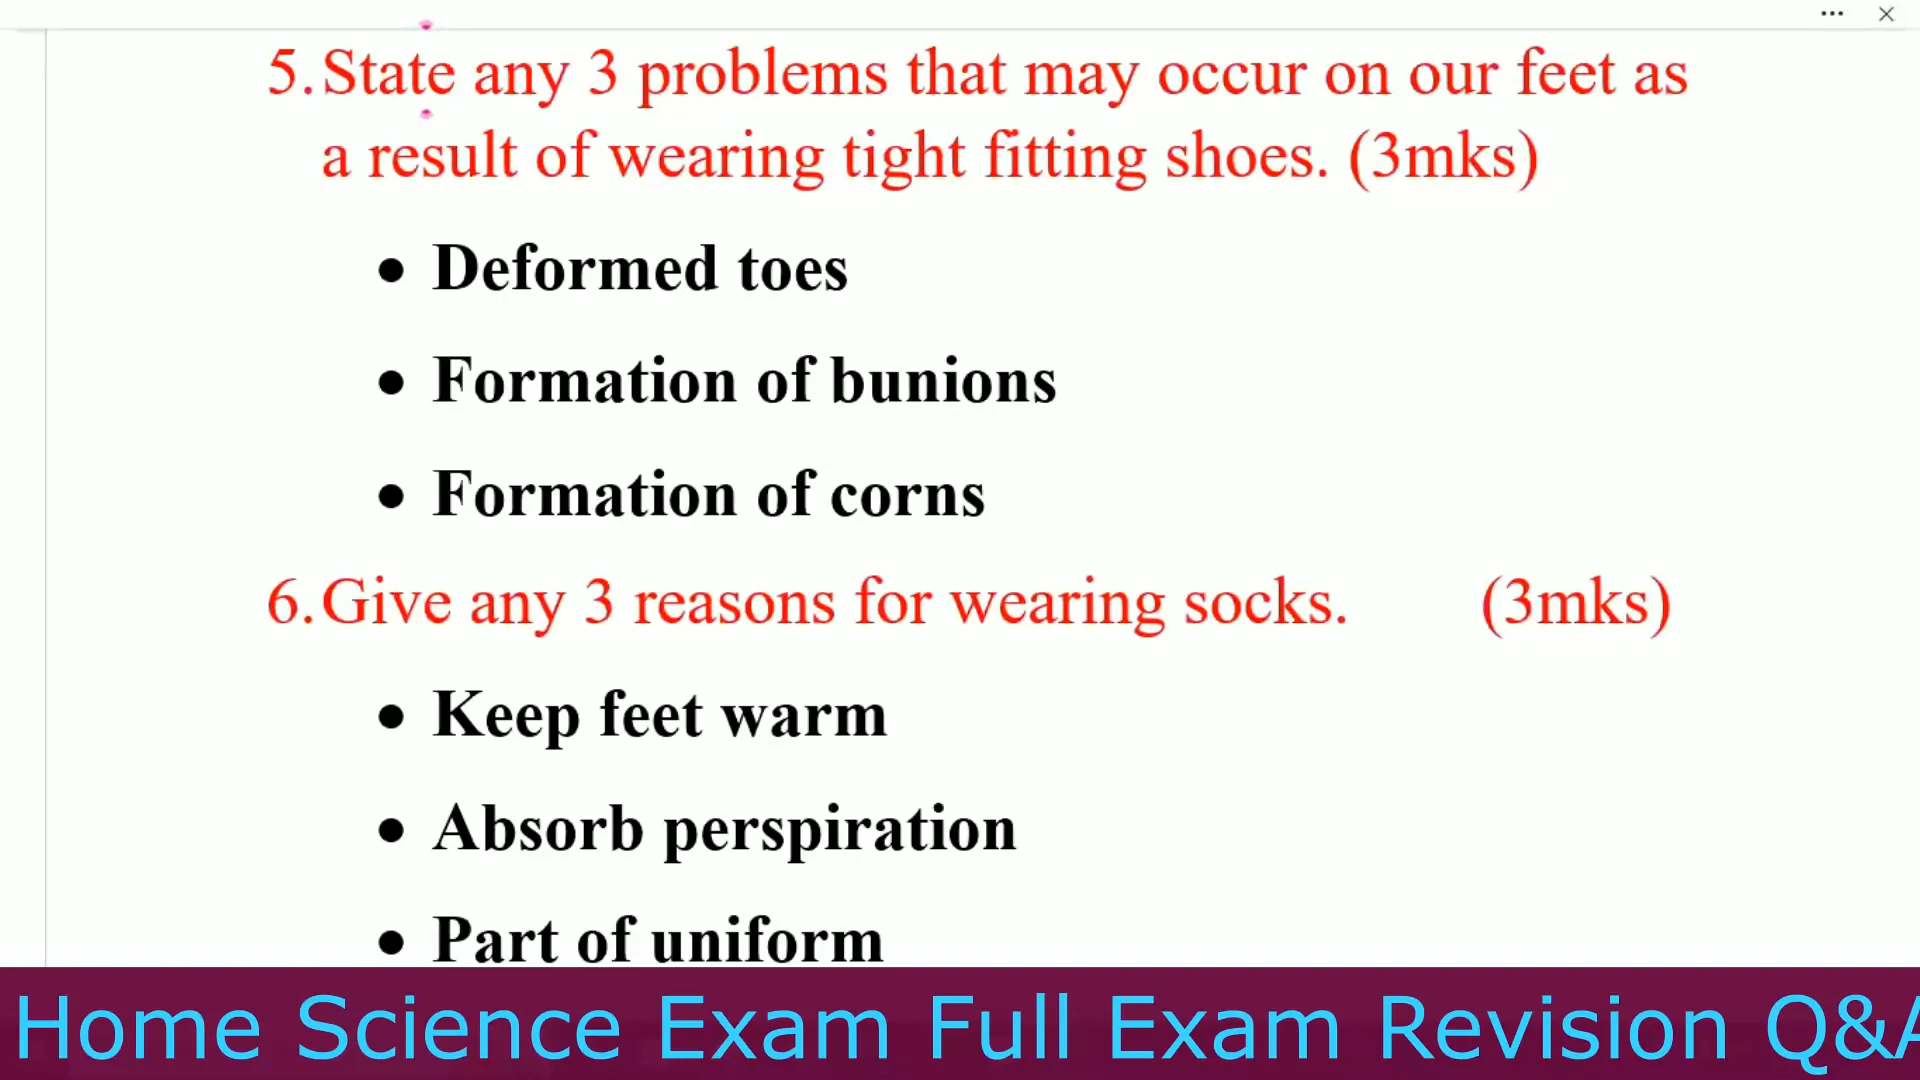 5. State any 3 problems that may occur on our feet as
a result of wearing tight fitting shoes. (3mks)
• Deformed toes
• Formation of bunions
• Formation of corns
6. Give any 3 reasons for wearing socks. (3mks)
• Keep feet warm
• Absorb perspiration
• Part of uniform
Home Science Exam Full Exam Revision Q&A